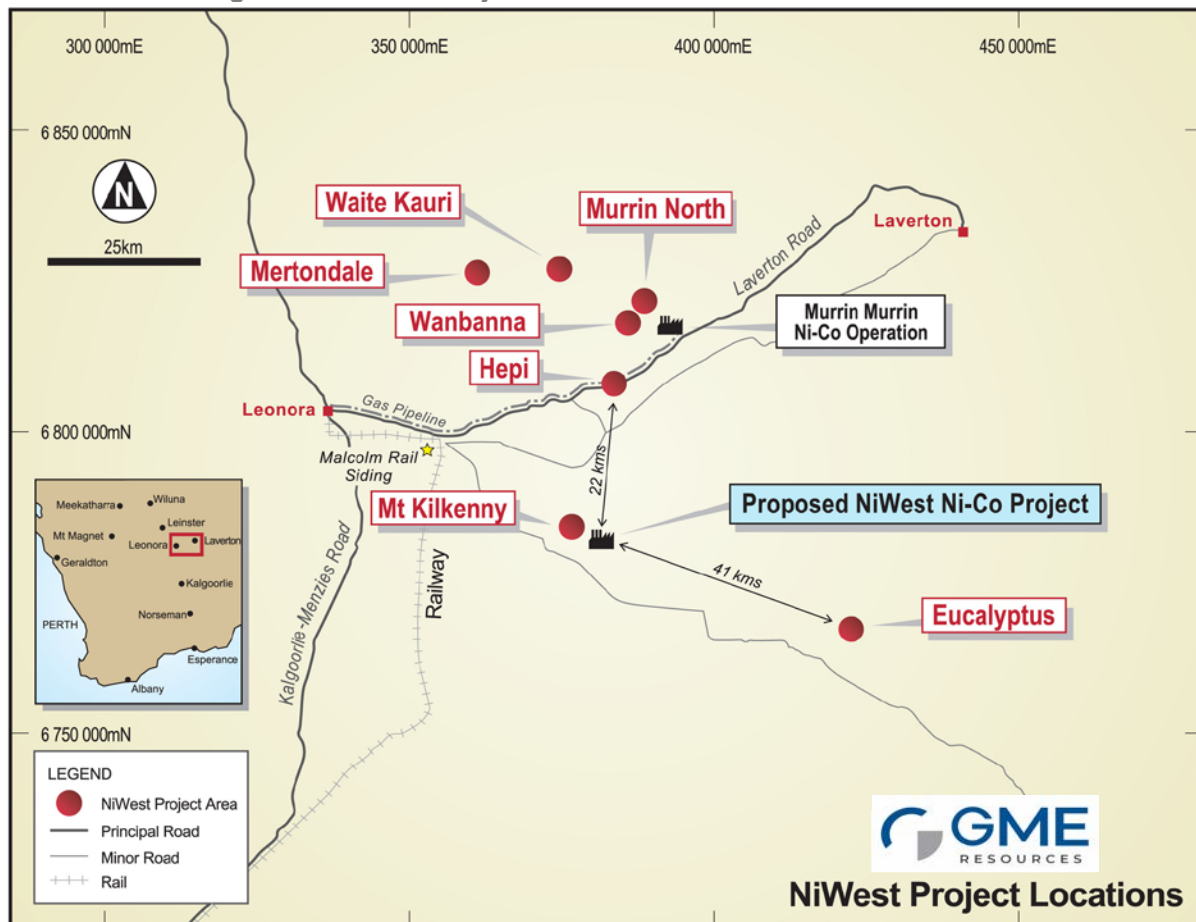 300 000mE
350 000mE
400 000mE
450 000mE
6 850 000mN
N
25km
Waite Kauri
Murrin North
Mertondale
Wanbanna
Laverton Road
Laverton
Murrin Murrin
Ni-Co Operation
Hepi
Leonora
Gas Pipeline
6 800 000mN
Malcolm Rail
Siding
22 kms
Mt Kilkenny
Proposed NiWest Ni-Co Project
41 kms
Eucalyptus
Kalgoorlie-Menzies Road
Railway
Meekatharra
Wiluna
Leinster
Mt Magnet
Leonora
Laverton
Geraldton
Kalgoorlie
Norseman
PERTH
Esperance
Albany
6 750 000mN
LEGEND
NiWest Project Area
Principal Road
Minor Road
Rail
GME
RESOURCES
NiWest Project Locations